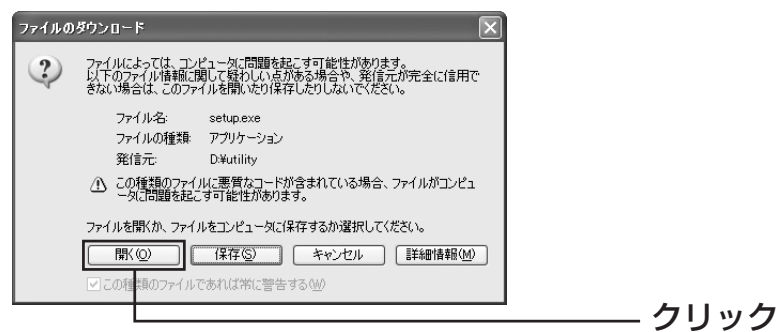 ファイルのダウンロード
ファイルによっては、コンピュータに問題を起こす可能性があります。
以下のファイル情報に関して疑わしい点がある場合や、発信元が完全に信用で
きない場合は、このファイルを開いたり保存したりしないでください。
ファイル名: setup.exe
ファイルの種類: アプリケーション
発信元: D:¥utility
この種類のファイルに悪質なコードが含まれている場合、ファイルがコンピュ
ータに問題を起こす可能性があります。
ファイルを開くか、ファイルをコンピュータに保存するか選択してください。
開く(O) 保存(S) キャンセル 詳細情報(M)
この種類のファイルであれば常に警告する(W)
クリック